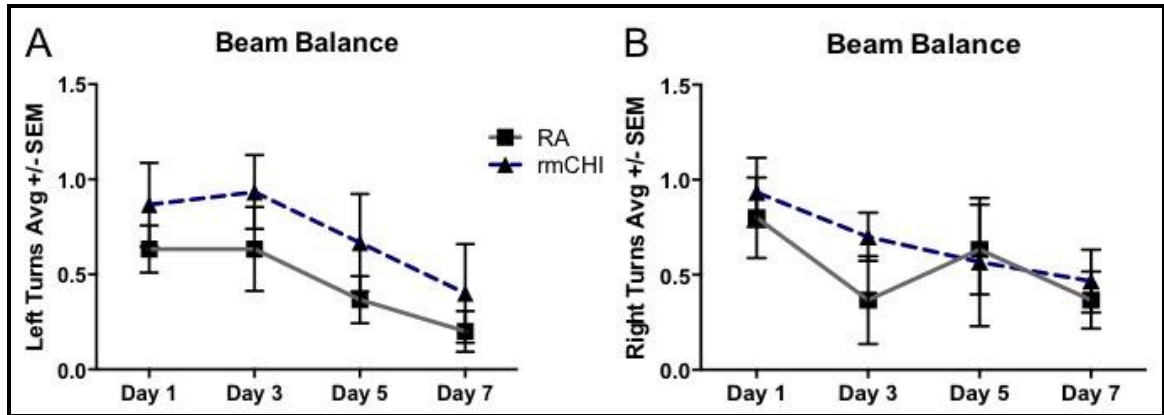 A
Beam Balance
Left Turns Avg +/- SEM
1.5
1.0
0.5
0.0
Day 1 Day 3 Day 5 Day 7
RA
rmCHI
B
Beam Balance
Right Turns Avg +/- SEM
1.5
1.0
0.5
0.0
Day 1 Day 3 Day 5 Day 7